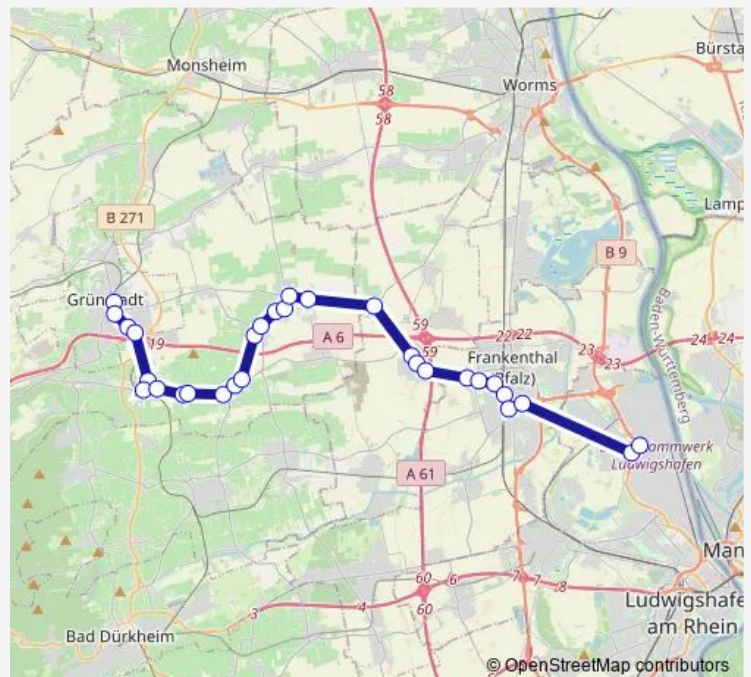 Monsheim
Bürsta
58
58
Worms
B 271
Lamp
B 9
Grünstadt
19
A 6
59
59
22
22
23
23
24
24
Frankenthal
(Pfalz)
Baden-Württemberg
Stammwerk
Ludwigshafen
A 61
Man
60
6
7
7
8
3
4
60
Ludwigshafe
am Rhein
Bad Dürkheim
© OpenStreetMap contributors